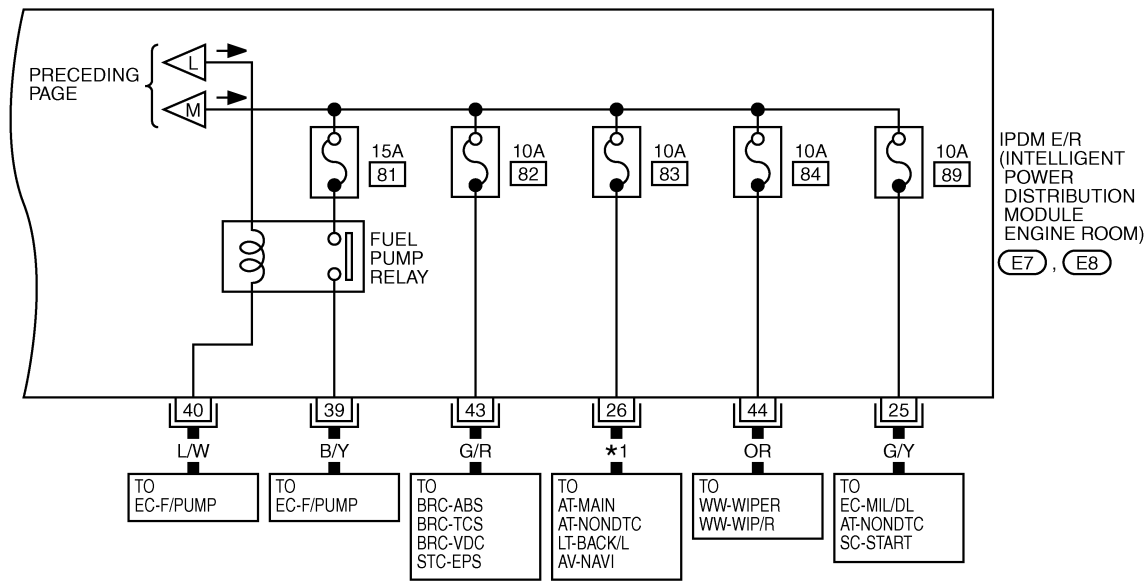 PRECEDING
PAGE
L
M
15A
81
10A
82
10A
83
10A
84
10A
89
IPDM E/R
(INTELLIGENT
POWER
DISTRIBUTION
MODULE
ENGINE ROOM)
E7 , E8
FUEL
PUMP
RELAY
40
39
43
26
44
25
L/W
B/Y
G/R
*1
OR
G/Y
TO
EC-F/PUMP
TO
EC-F/PUMP
TO
BRC-ABS
BRC-TCS
BRC-VDC
STC-EPS
TO
AT-MAIN
AT-NONDTC
LT-BACK/L
AV-NAVI
TO
WW-WIPER
WW-WIP/R
TO
EC-MIL/DL
AT-NONDTC
SC-START